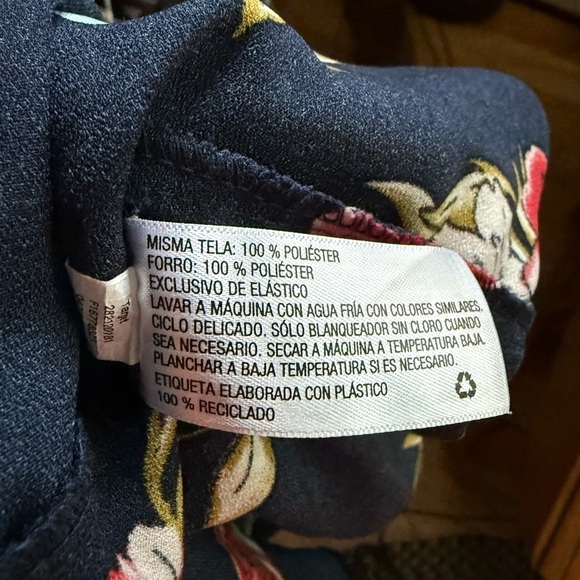 MISMA TELA: 100 % POLIÉSTER
FORRO: 100 % POLIÉSTER
EXCLUSIVO DE ELÁSTICO
LAVAR A MÁQUINA CON AGUA FRÍA CON COLORES SIMILARES.
CICLO DELICADO. SÓLO BLANQUEADOR SIN CLORO CUANDO
SEA NECESARIO. SECAR A MÁQUINA A TEMPERATURA BAJA.
PLANCHAR A BAJA TEMPERATURA SI ES NECESARIO.
ETIQUETA ELABORADA CON PLÁSTICO
100 % RECICLADO